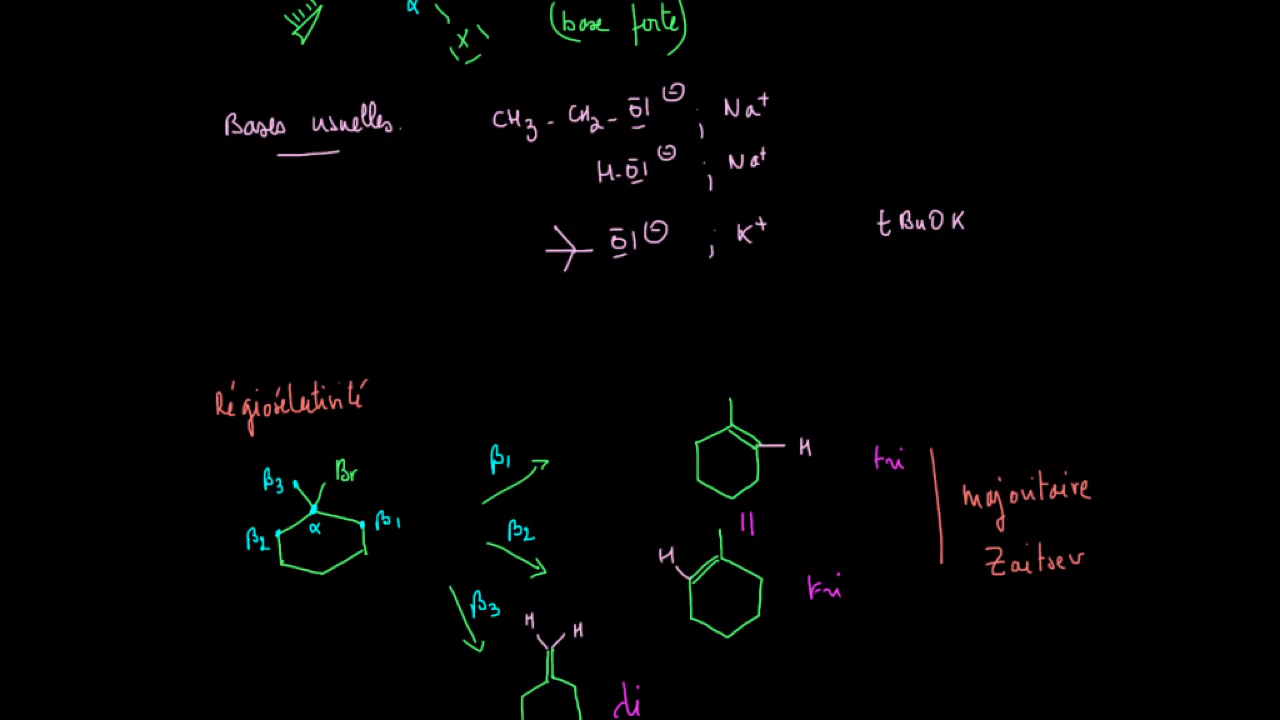 α
(base forte)
X
Bases usuelles.
CH3 - CH2 - O| ⊖ ; Na+
H-O| ⊖ ; Na+
O| ⊖ ; K+
t BuOK
Régiosélectivité
β3 Br
β2 α β1
β1
H
tri
majoritaire
Zaitsev
β2
H
tri
β3
H H
di